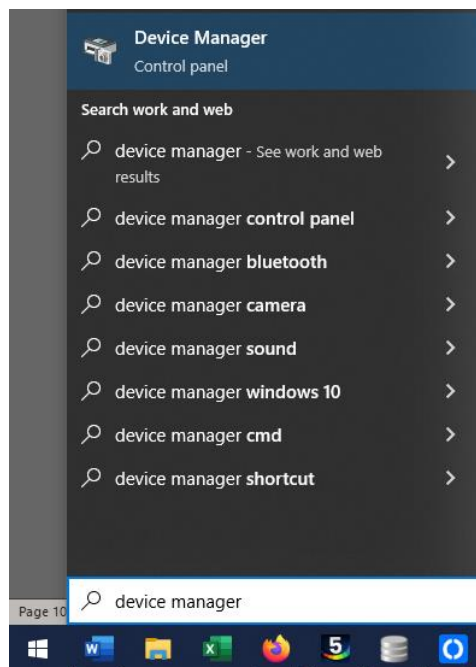 Device Manager
Control panel
Search work and web
device manager - See work and web
results
device manager control panel
device manager bluetooth
device manager camera
device manager sound
device manager windows 10
device manager cmd
device manager shortcut
device manager
Page 10
W
X
5